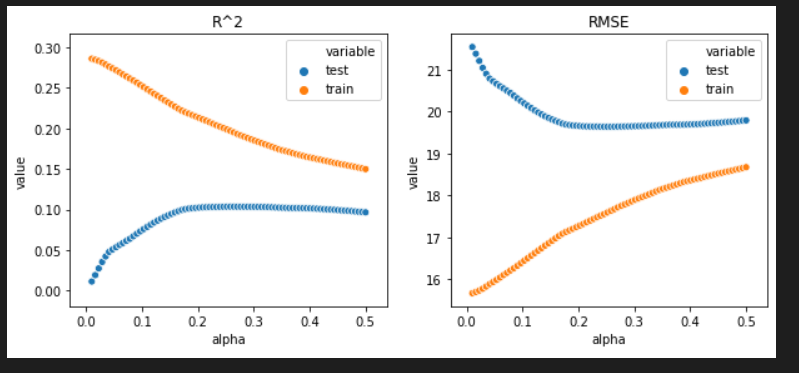 R^2
variable
test
train
value
0.30
0.25
0.20
0.15
0.10
0.05
0.00
0.0 0.1 0.2 0.3 0.4 0.5
alpha
RMSE
variable
test
train
value
21
20
19
18
17
16
0.0 0.1 0.2 0.3 0.4 0.5
alpha